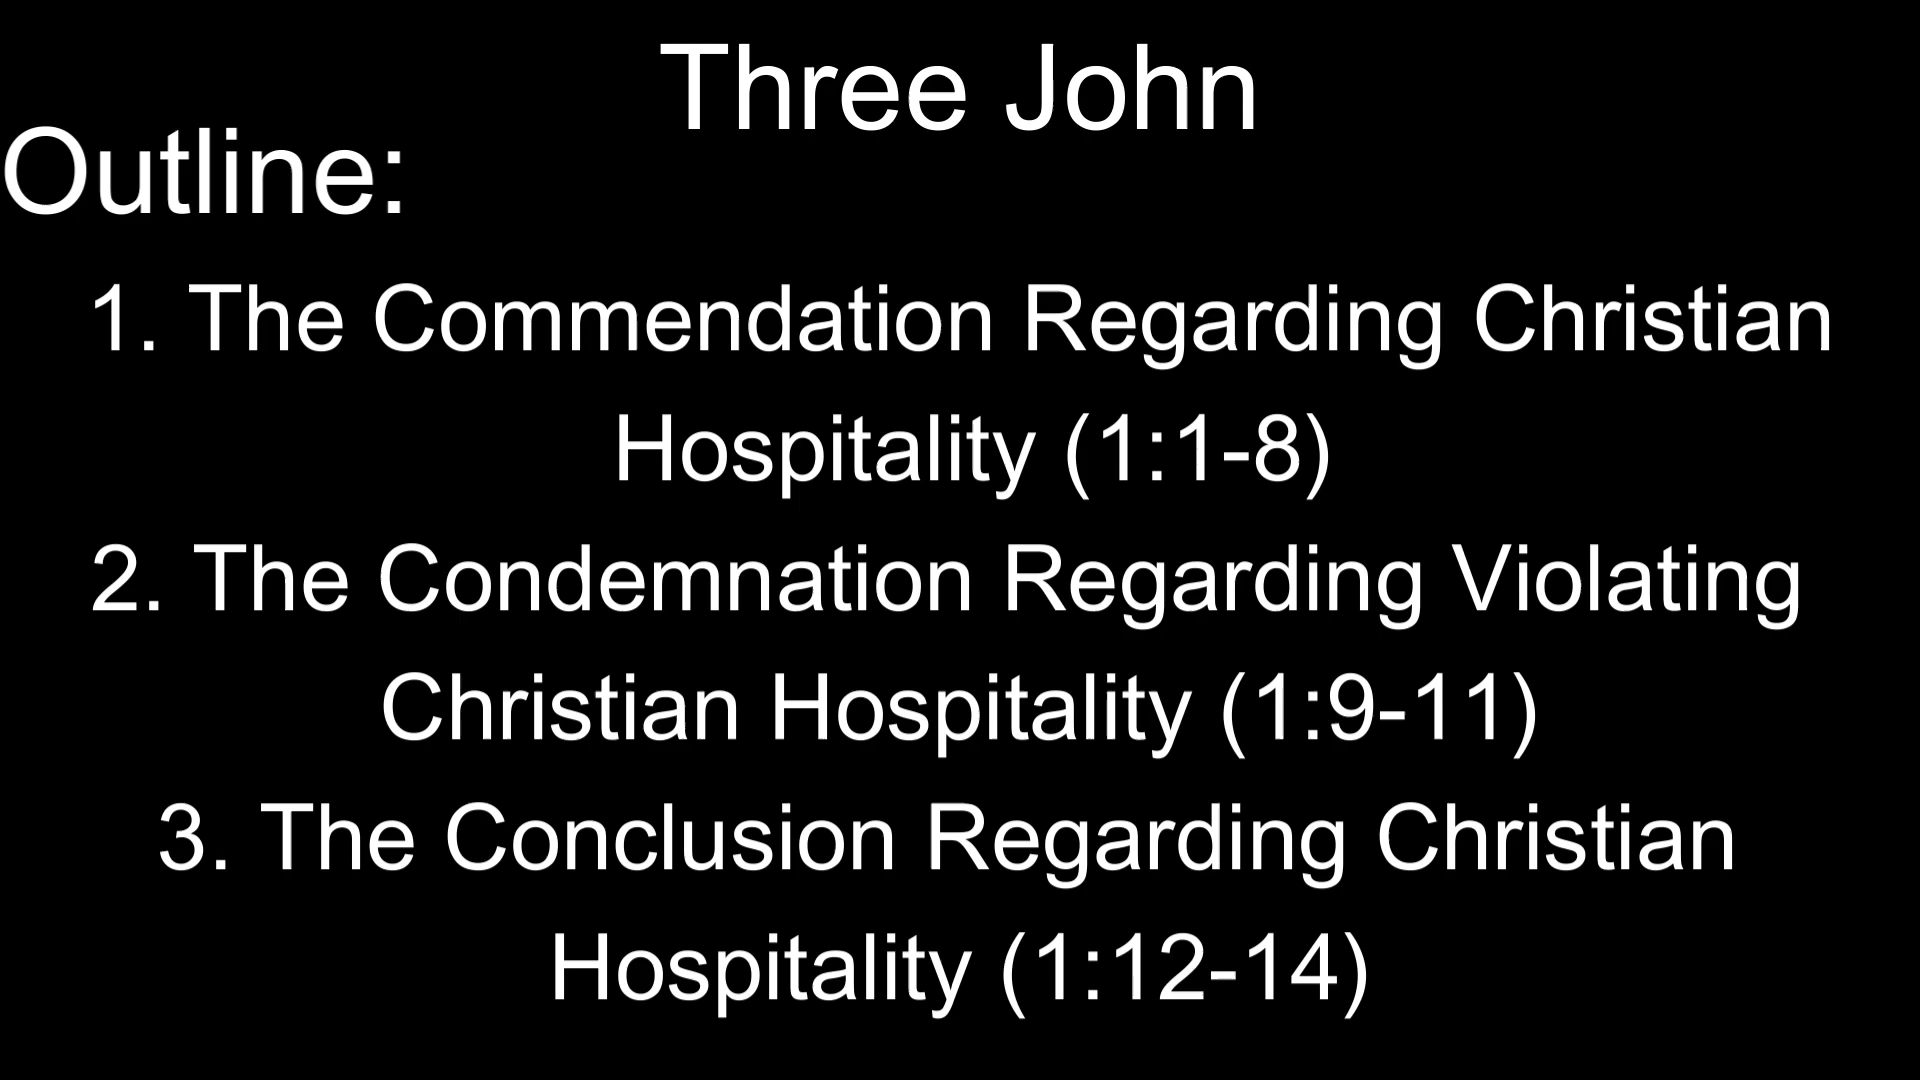 Three John
Outline:
1. The Commendation Regarding Christian
Hospitality (1:1-8)
2. The Condemnation Regarding Violating
Christian Hospitality (1:9-11)
3. The Conclusion Regarding Christian
Hospitality (1:12-14)